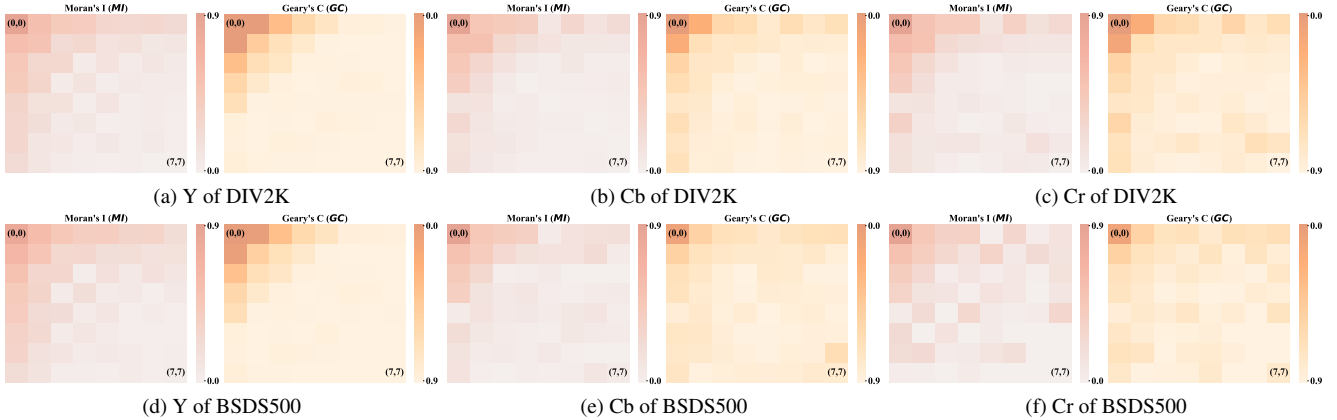 Moran's I (MI) Geary's C (GC) Moran's I (MI) Geary's C (GC) Moran's I (MI) Geary's C (GC)
(0,0) 0.9 (0,0) 0.0 (0,0) 0.9 (0,0) 0.0 (0,0) 0.9 (0,0) 0.0
(7,7) 0.0 (7,7) 0.9 (7,7) 0.0 (7,7) 0.9 (7,7) 0.0 (7,7) 0.9
(a) Y of DIV2K (b) Cb of DIV2K (c) Cr of DIV2K
Moran's I (MI) Geary's C (GC) Moran's I (MI) Geary's C (GC) Moran's I (MI) Geary's C (GC)
(0,0) 0.9 (0,0) 0.0 (0,0) 0.9 (0,0) 0.0 (0,0) 0.9 (0,0) 0.0
(7,7) 0.0 (7,7) 0.9 (7,7) 0.0 (7,7) 0.9 (7,7) 0.0 (7,7) 0.9
(d) Y of BSDS500 (e) Cb of BSDS500 (f) Cr of BSDS500